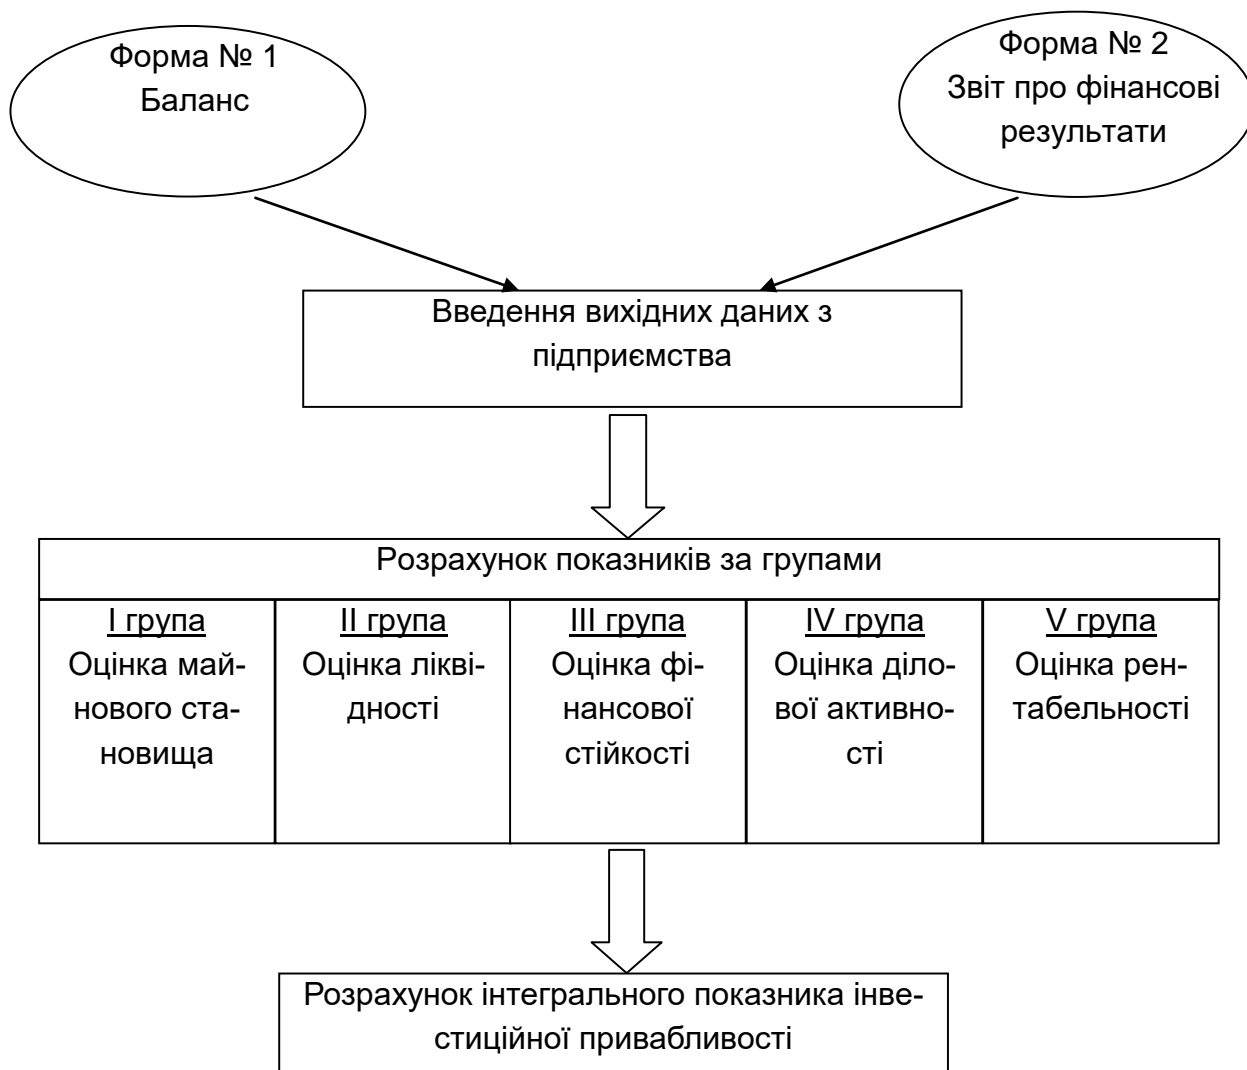 Форма № 1
Баланс
Форма № 2
Звіт про фінансові
результати
Введення вихідних даних з
підприємства
Розрахунок показників за групами
I група
Оцінка май-
нового ста-
новища
II група
Оцінка лікві-
дності
III група
Оцінка фі-
нансової
стійкості
IV група
Оцінка діло-
вої активно-
сті
V група
Оцінка рен-
табельності
Розрахунок інтегрального показника інве-
стиційної привабливості